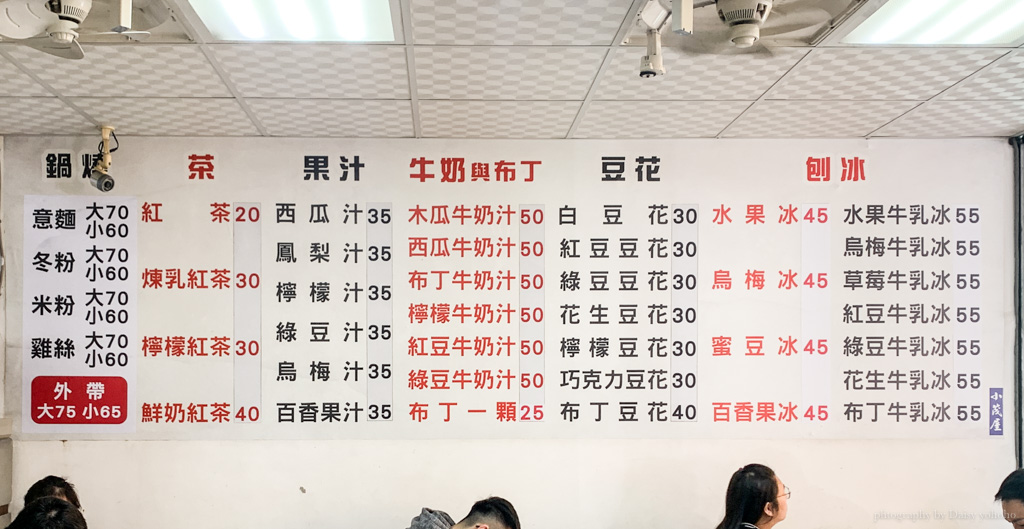 鍋燒
意麵 大70 小60
冬粉 大70 小60
米粉 大70 小60
雞絲 大70 小60
外帶
大75 小65
茶
紅茶 20
煉乳紅茶 30
檸檬紅茶 30
鮮奶紅茶 40
果汁
西瓜汁 35
鳳梨汁 35
檸檬汁 35
綠豆汁 35
烏梅汁 35
百香果汁 35
牛奶與布丁
木瓜牛奶汁 50
西瓜牛奶汁 50
布丁牛奶汁 50
檸檬牛奶汁 50
紅豆牛奶汁 50
綠豆牛奶汁 50
布丁一顆 25
豆花
白豆花 30
紅豆豆花 30
綠豆豆花 30
花生豆花 30
檸檬豆花 30
巧克力豆花 30
布丁豆花 40
刨冰
水果冰 45
烏梅冰 45
蜜豆冰 45
百香果冰 45
水果牛乳冰 55
烏梅牛乳冰 55
草莓牛乳冰 55
紅豆牛乳冰 55
綠豆牛乳冰 55
花生牛乳冰 55
布丁牛乳冰 55
小茂屋
photography by Daisy